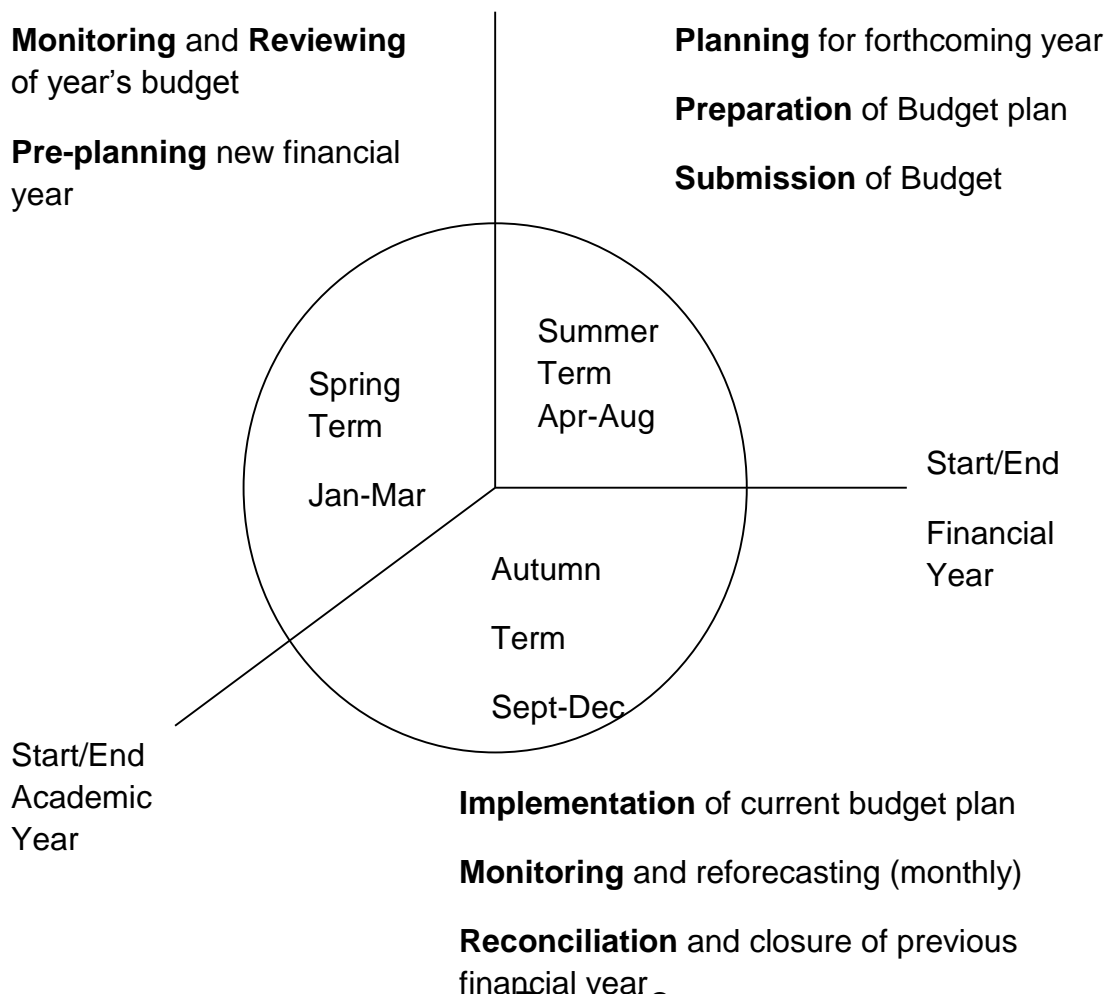 Monitoring and Reviewing
of year's budget
Pre-planning new financial
year
Planning for forthcoming year
Preparation of Budget plan
Submission of Budget
Spring
Term
Jan-Mar
Summer
Term
Apr-Aug
Start/End
Financial
Year
Autumn
Term
Sept-Dec
Start/End
Academic
Year
Implementation of current budget plan
Monitoring and reforecasting (monthly)
Reconciliation and closure of previous
financial year